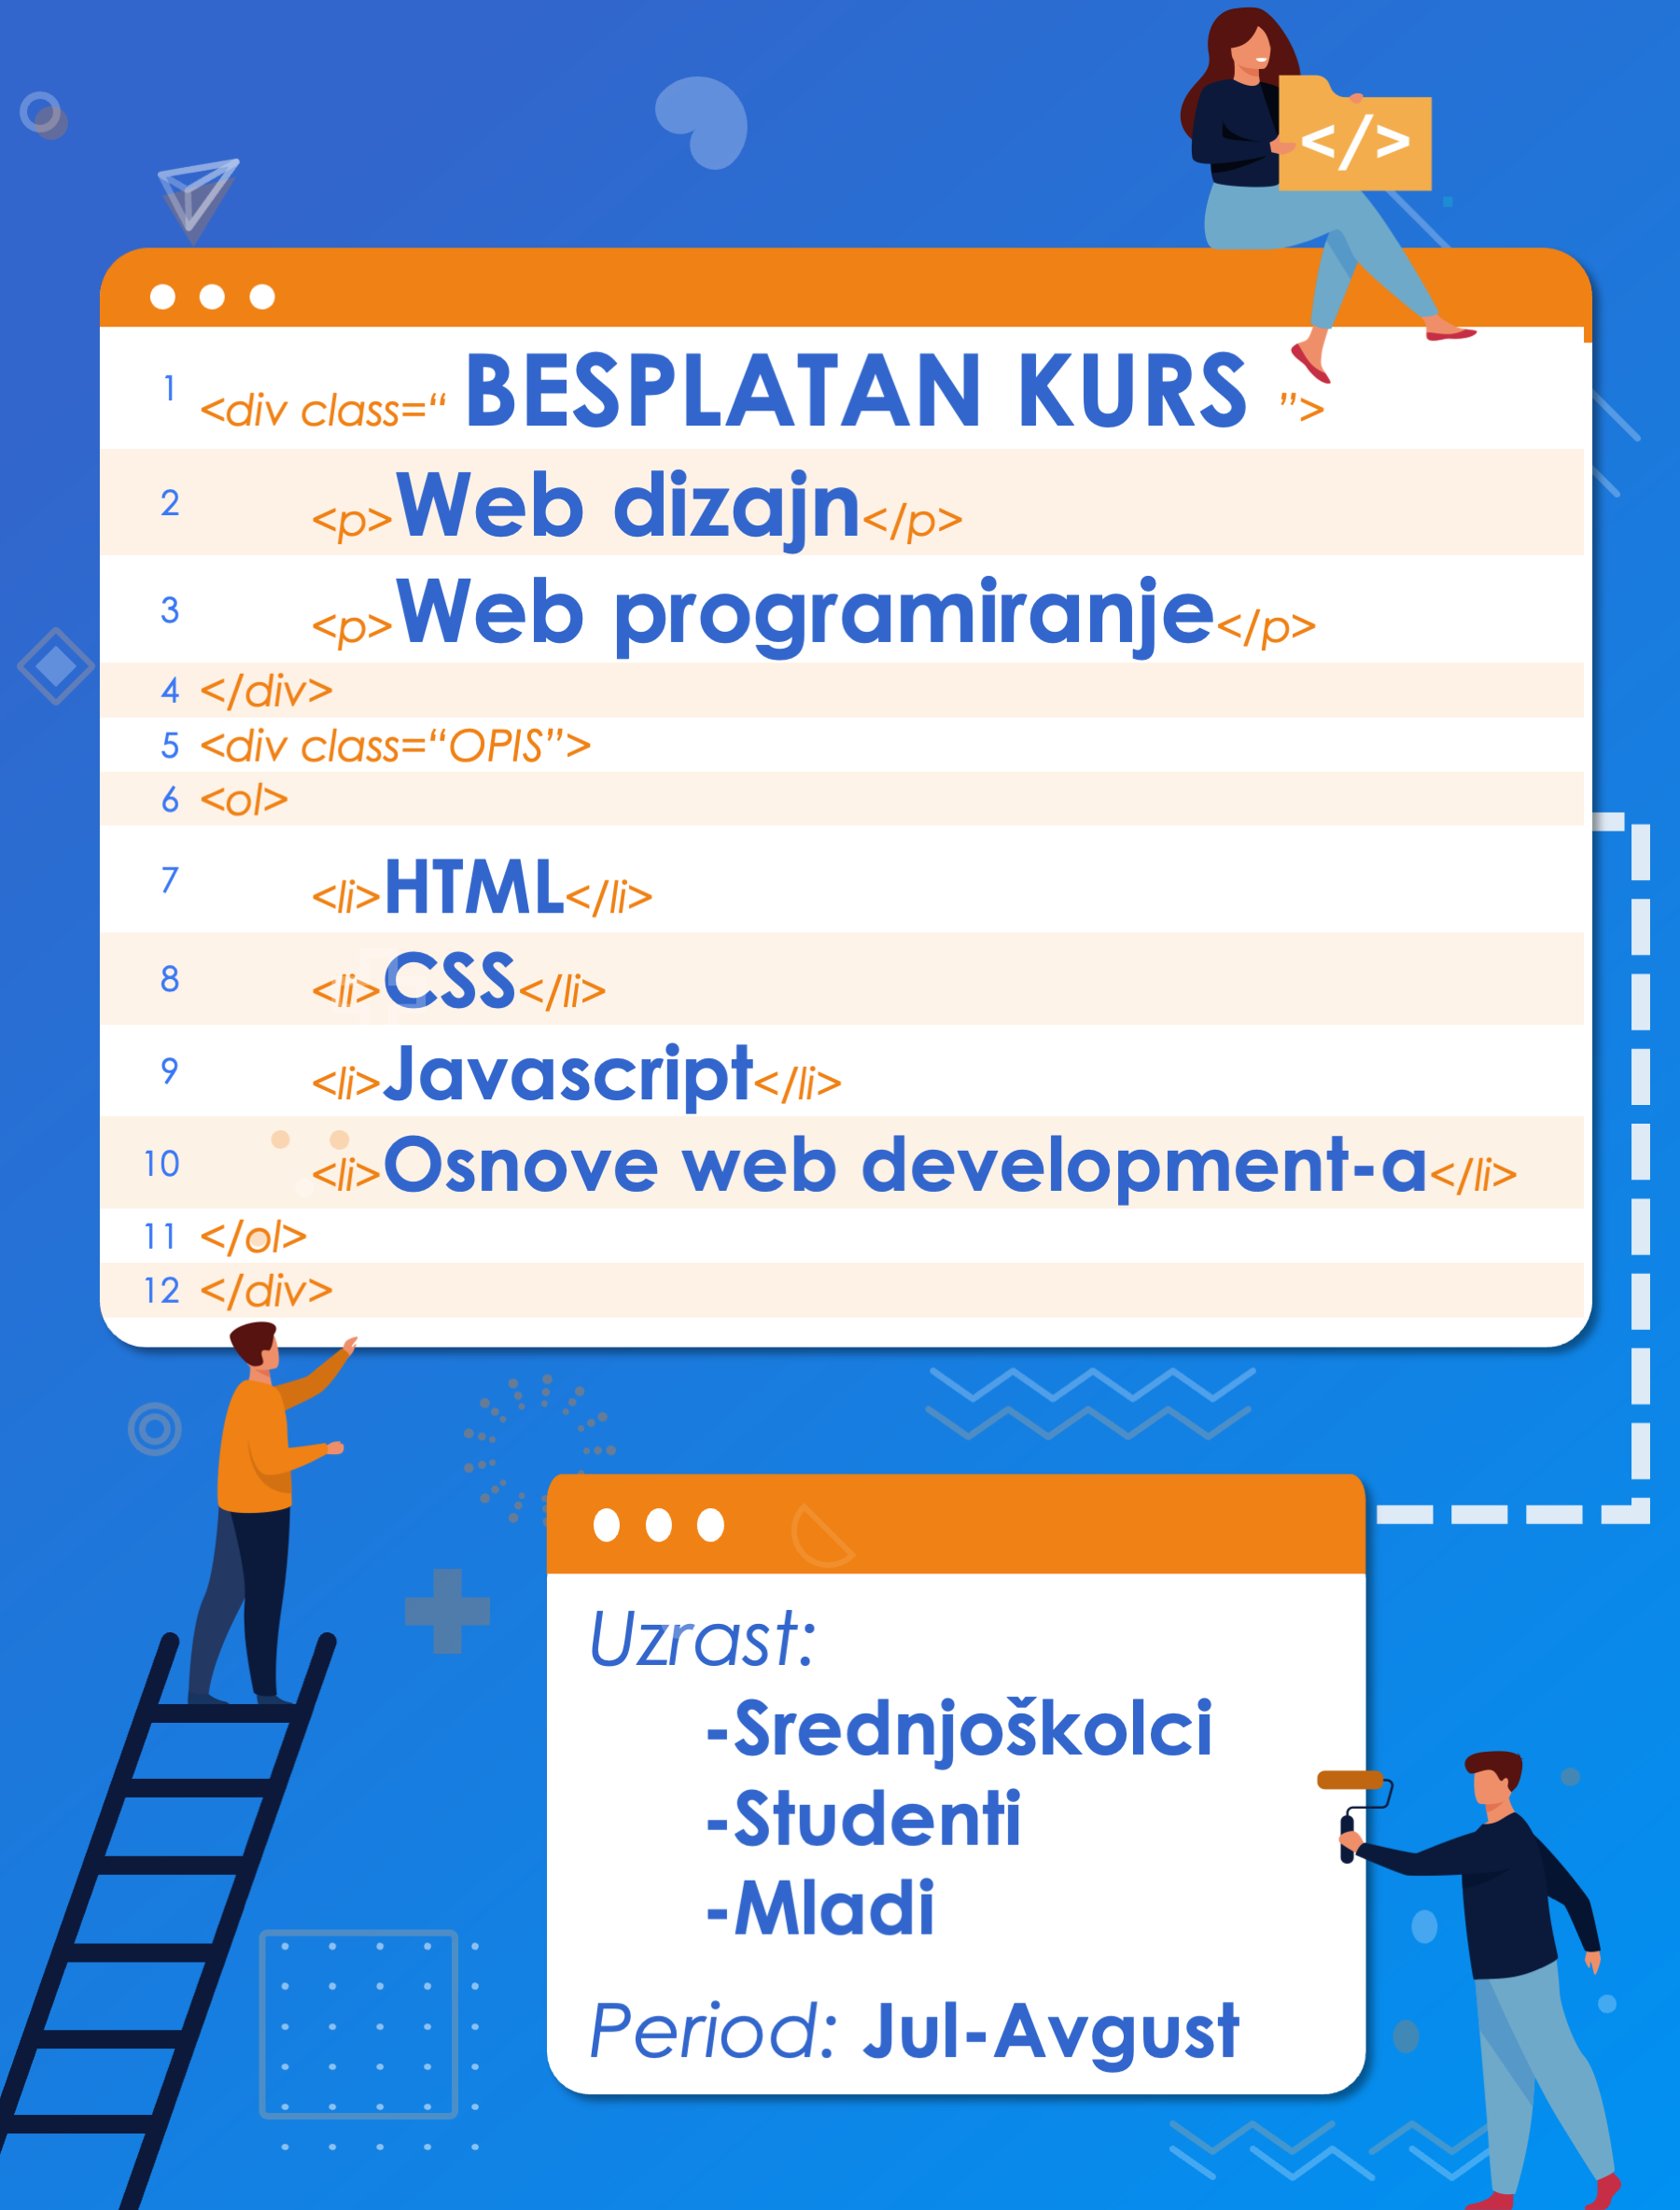 </>
1 <div class=“ BESPLATAN KURS ”>
2 <p>Web dizajn</p>
3 <p>Web programiranje</p>
4 </div>
5 <div class=“OPIS”>
6 <ol>
7 <li>HTML</li>
8 <li>CSS</li>
9 <li>Javascript</li>
10 <li>Osnove web development-a</li>
11 </ol>
12 </div>
Uzrast:
-Srednjoškolci
-Studenti
-Mladi
Period: Jul-Avgust